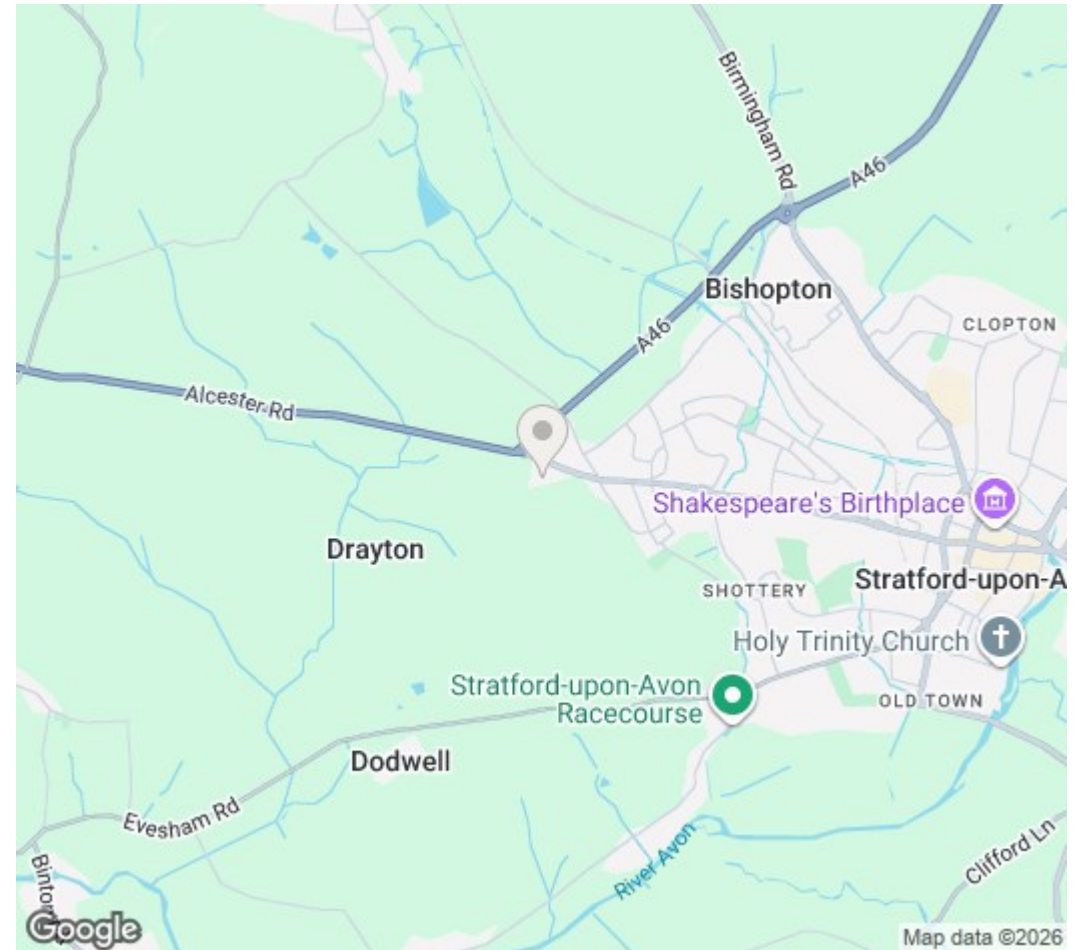 Birmingham Rd
A46
Bishopton
A46
CLOPTON
Alcester Rd
Shakespeare's Birthplace
Drayton
Stratford-upon-A
SHOTTERY
Holy Trinity Church
Stratford-upon-Avon
Racecourse
OLD TOWN
Dodwell
Evesham Rd
River Avon
Clifford Ln
Google
Map data ©2026